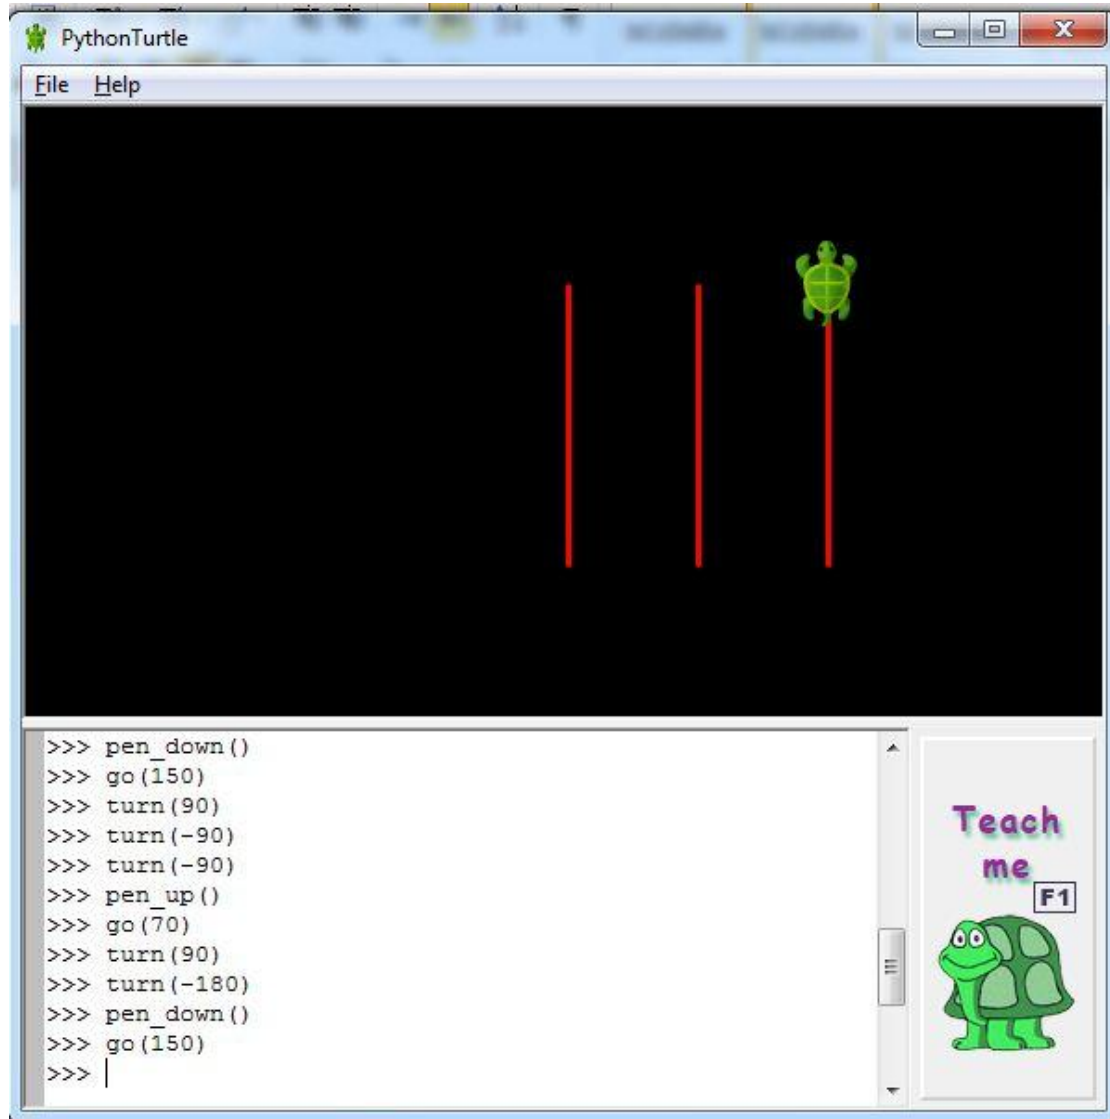 PythonTurtle
File Help
>>> pen_down()
>>> go(150)
>>> turn(90)
>>> turn(-90)
>>> turn(-90)
>>> pen_up()
>>> go(70)
>>> turn(90)
>>> turn(-180)
>>> pen_down()
>>> go(150)
>>>
Teach
me
F1